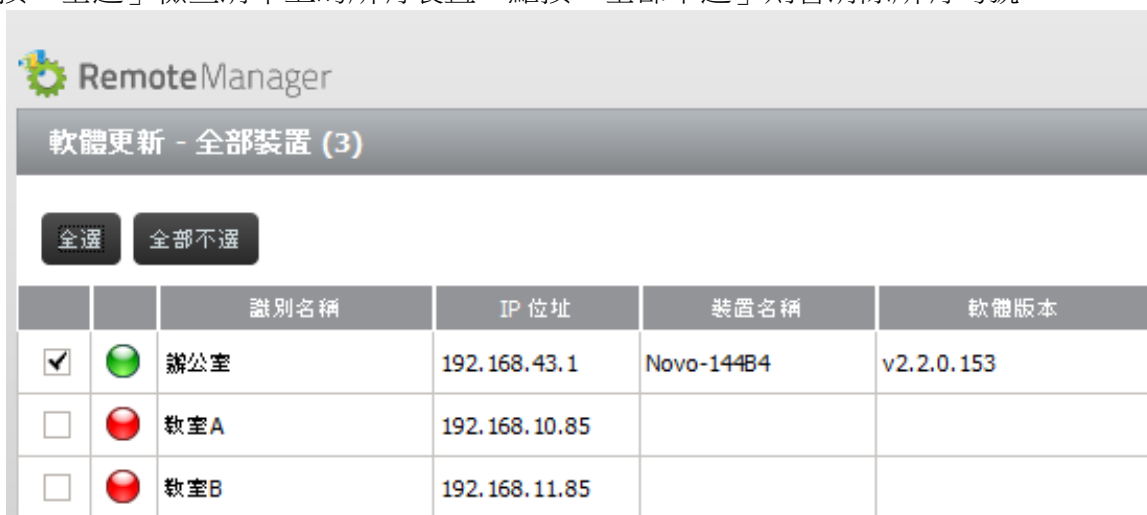 RemoteManager
軟體更新 - 全部裝置 (3)
全選 全部不選
識別名稱 IP 位址 裝置名稱 軟體版本
辦公室 192.168.43.1 Novo-144B4 v2.2.0.153
教室A 192.168.10.85
教室B 192.168.11.85